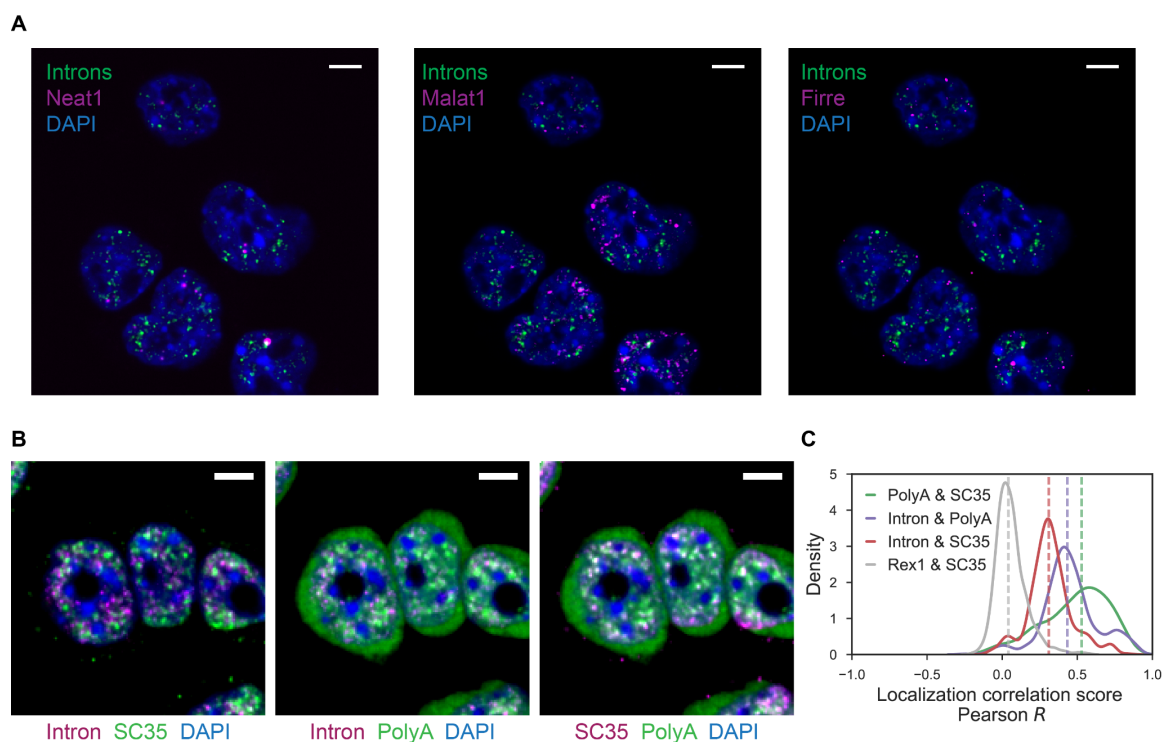 A
Introns
Neat1
DAPI
Introns
Malat1
DAPI
Introns
Firre
DAPI
B
Intron SC35 DAPI
Intron PolyA DAPI
SC35 PolyA DAPI
C
5
4
3
2
1
0
Density
PolyA & SC35
Intron & PolyA
Intron & SC35
Rex1 & SC35
−1.0 −0.5 0.0 0.5 1.0
Localization correlation score
Pearson R